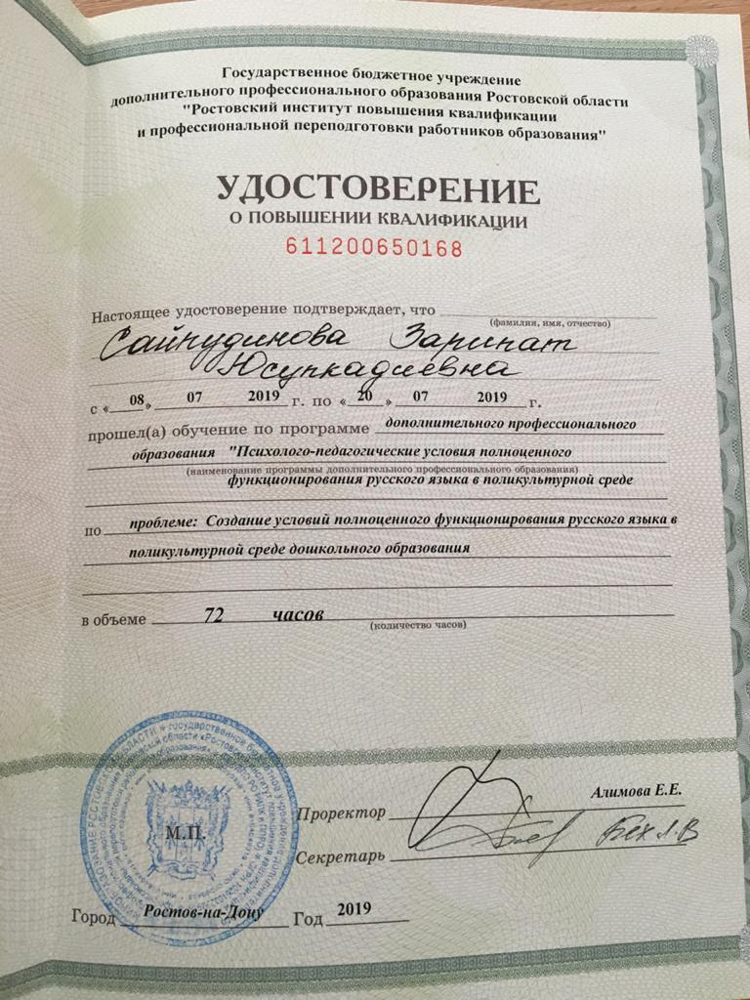 Государственное бюджетное учреждение
дополнительного профессионального образования Ростовской области
"Ростовский институт повышения квалификации
и профессиональной переподготовки работников образования"
УДОСТОВЕРЕНИЕ
О ПОВЫШЕНИИ КВАЛИФИКАЦИИ
611200650168
Настоящее удостоверение подтверждает, что
(фамилия, имя, отчество)
Сайпудинова Зарипат
Юсупкадиевна
с « 08 » 07 2019 г. по « 20 » 07 2019 г.
прошел(а) обучение по программе дополнительного профессионального
образования "Психолого-педагогические условия полноценного
(наименование программы дополнительного профессионального образования)
функционирования русского языка в поликультурной среде
по проблеме: Создание условий полноценного функционирования русского языка в
поликультурной среде дошкольного образования
в объеме 72 часов
(количество часов)
М.П.
Проректор Алимова Е.Е.
Секретарь
Город Ростов-на-Дону Год 2019